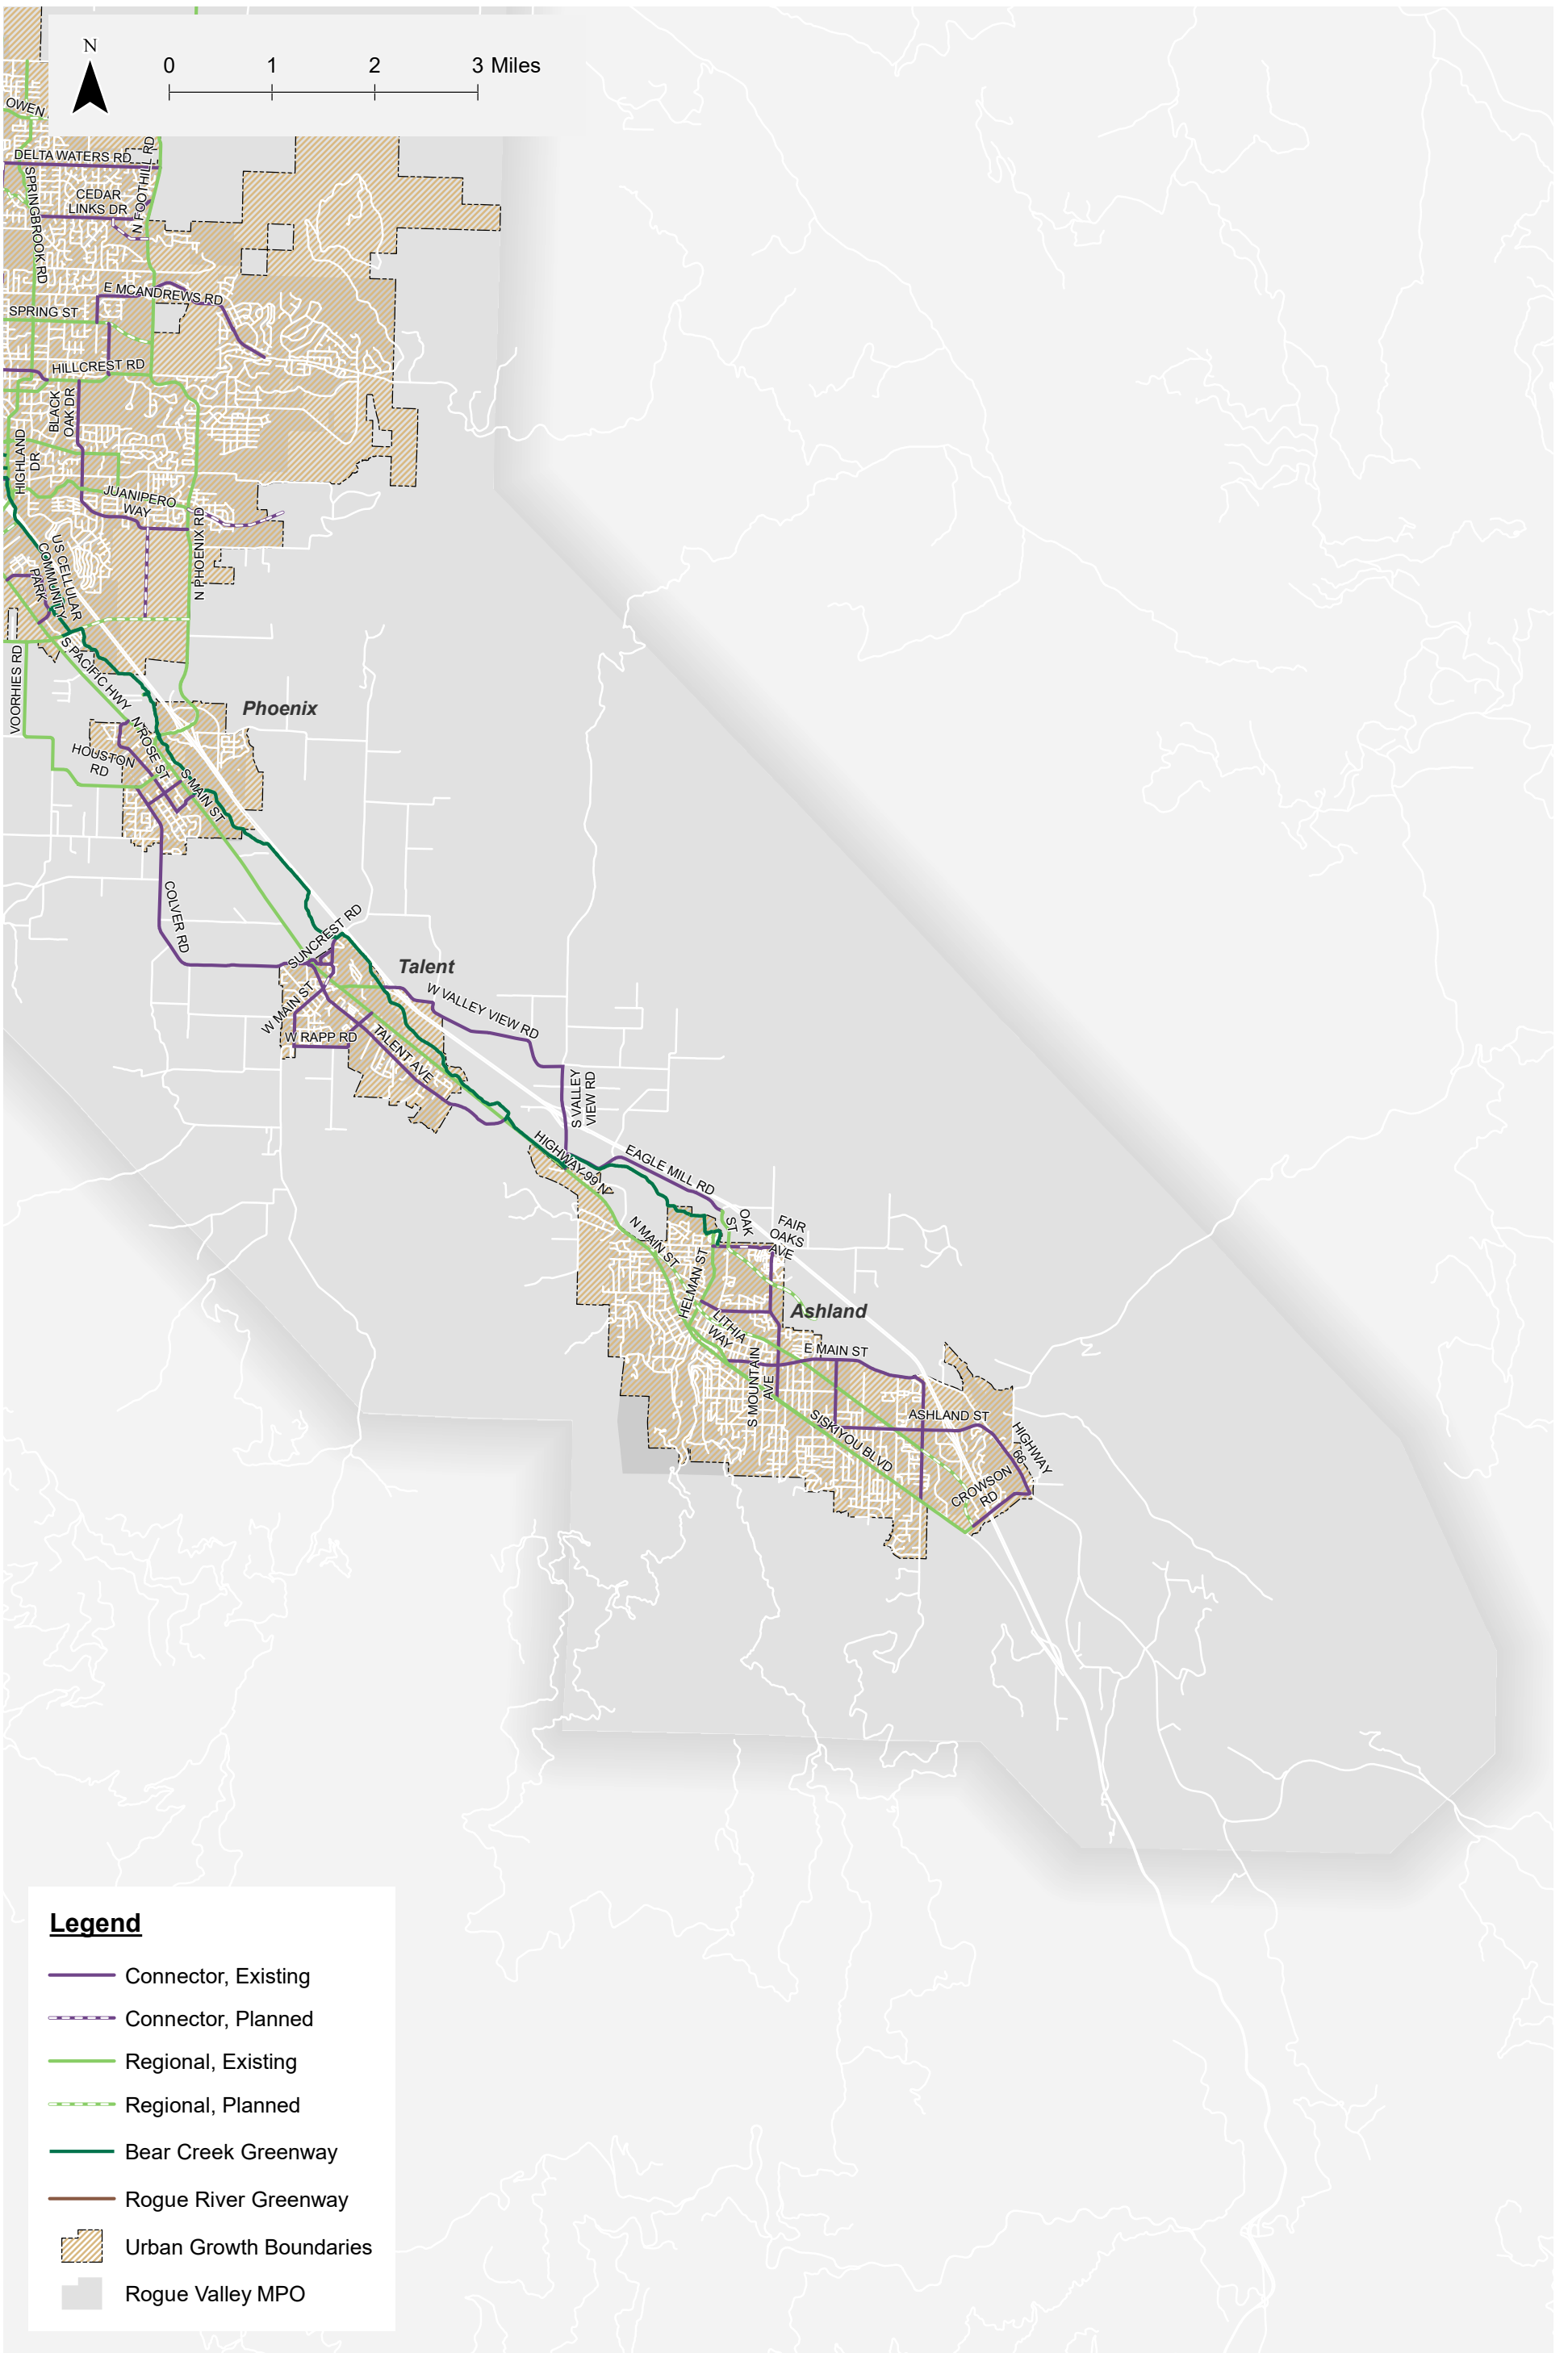 N
0 1 2 3 Miles
OWEN
DELTA WATERS RD
SPRINGBROOK RD
CEDAR
LINKS DR
N FOOTHILL RD
E MCANDREWS RD
SPRING ST
HILLCREST RD
BLACK
OAK DR
HIGHLAND
DR
JUANIPERO
WAY
N PHOENIX RD
US CELLULAR
COMMUNITY
PARK
S PACIFIC HWY
VOORHIES RD
Phoenix
N ROSE ST
HOUSTON
RD
S MAIN ST
COLVER RD
SUNCREST RD
Talent
W MAIN ST
W VALLEY VIEW RD
W RAPP RD
TALENT AVE
S VALLEY
VIEW RD
HIGHWAY 99 N
EAGLE MILL RD
OAK
ST
FAIR
OAKS
AVE
N MAIN ST
HELMAN ST
Ashland
LITHIA
WAY
E MAIN ST
S MOUNTAIN
AVE
ASHLAND ST
SISKIYOU BLVD
HIGHWAY
66
CROWSON
RD
Legend
Connector, Existing
Connector, Planned
Regional, Existing
Regional, Planned
Bear Creek Greenway
Rogue River Greenway
Urban Growth Boundaries
Rogue Valley MPO